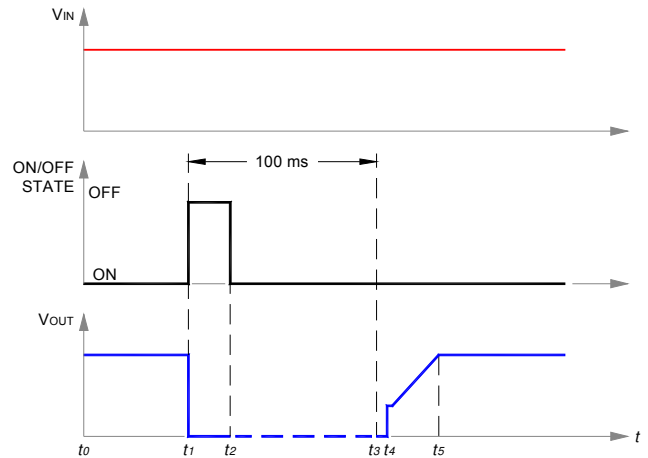 VIN
100 ms
ON/OFF
STATE
OFF
ON
VOUT
t
t0 t1 t2 t3 t4 t5